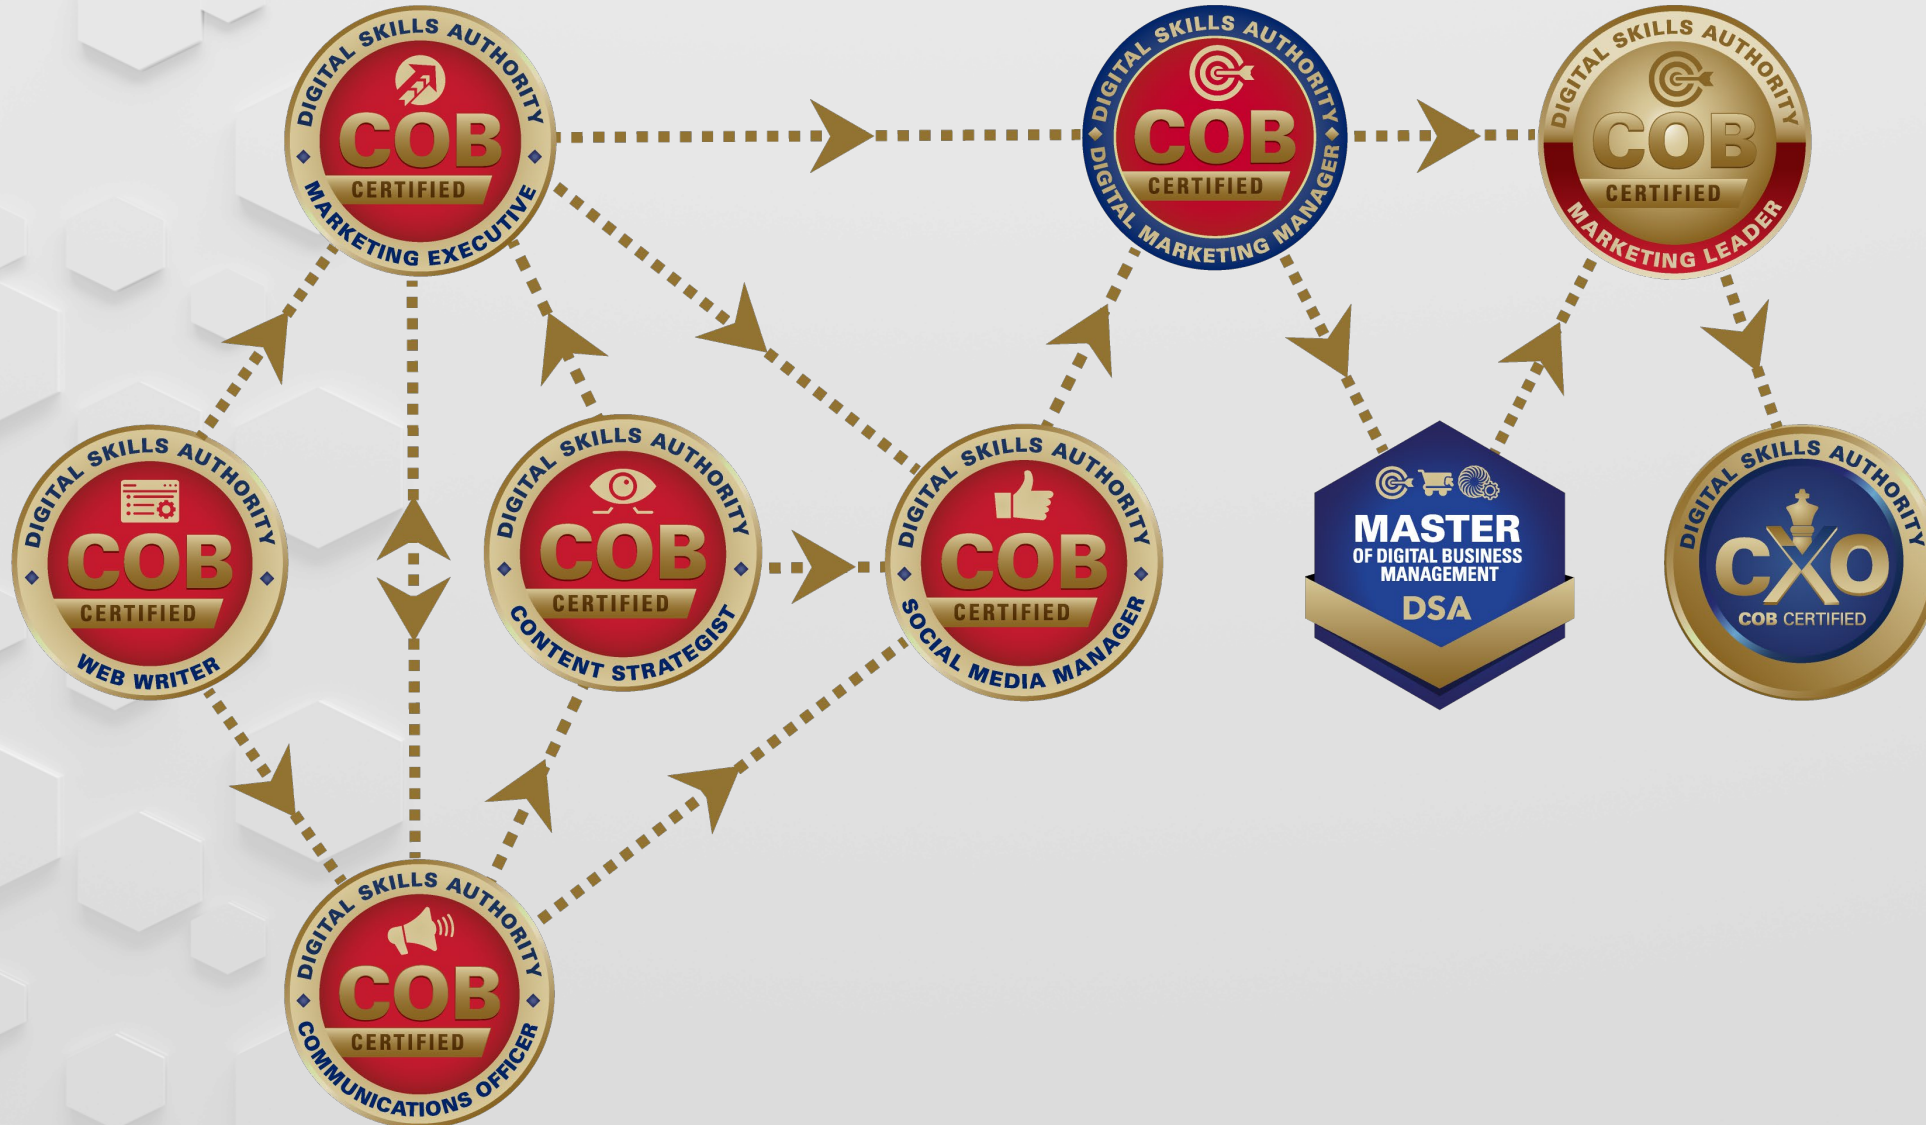 DIGITAL SKILLS AUTHORITY
COB
CERTIFIED
MARKETING EXECUTIVE
DIGITAL SKILLS AUTHORITY
COB
CERTIFIED
DIGITAL MARKETING MANAGER
DIGITAL SKILLS AUTHORITY
COB
CERTIFIED
MARKETING LEADER
DIGITAL SKILLS AUTHORITY
COB
CERTIFIED
WEB WRITER
DIGITAL SKILLS AUTHORITY
COB
CERTIFIED
CONTENT STRATEGIST
DIGITAL SKILLS AUTHORITY
COB
CERTIFIED
SOCIAL MEDIA MANAGER
MASTER
OF DIGITAL BUSINESS
MANAGEMENT
DSA
DIGITAL SKILLS AUTHORITY
CXO
COB CERTIFIED
DIGITAL SKILLS AUTHORITY
COB
CERTIFIED
COMMUNICATIONS OFFICER